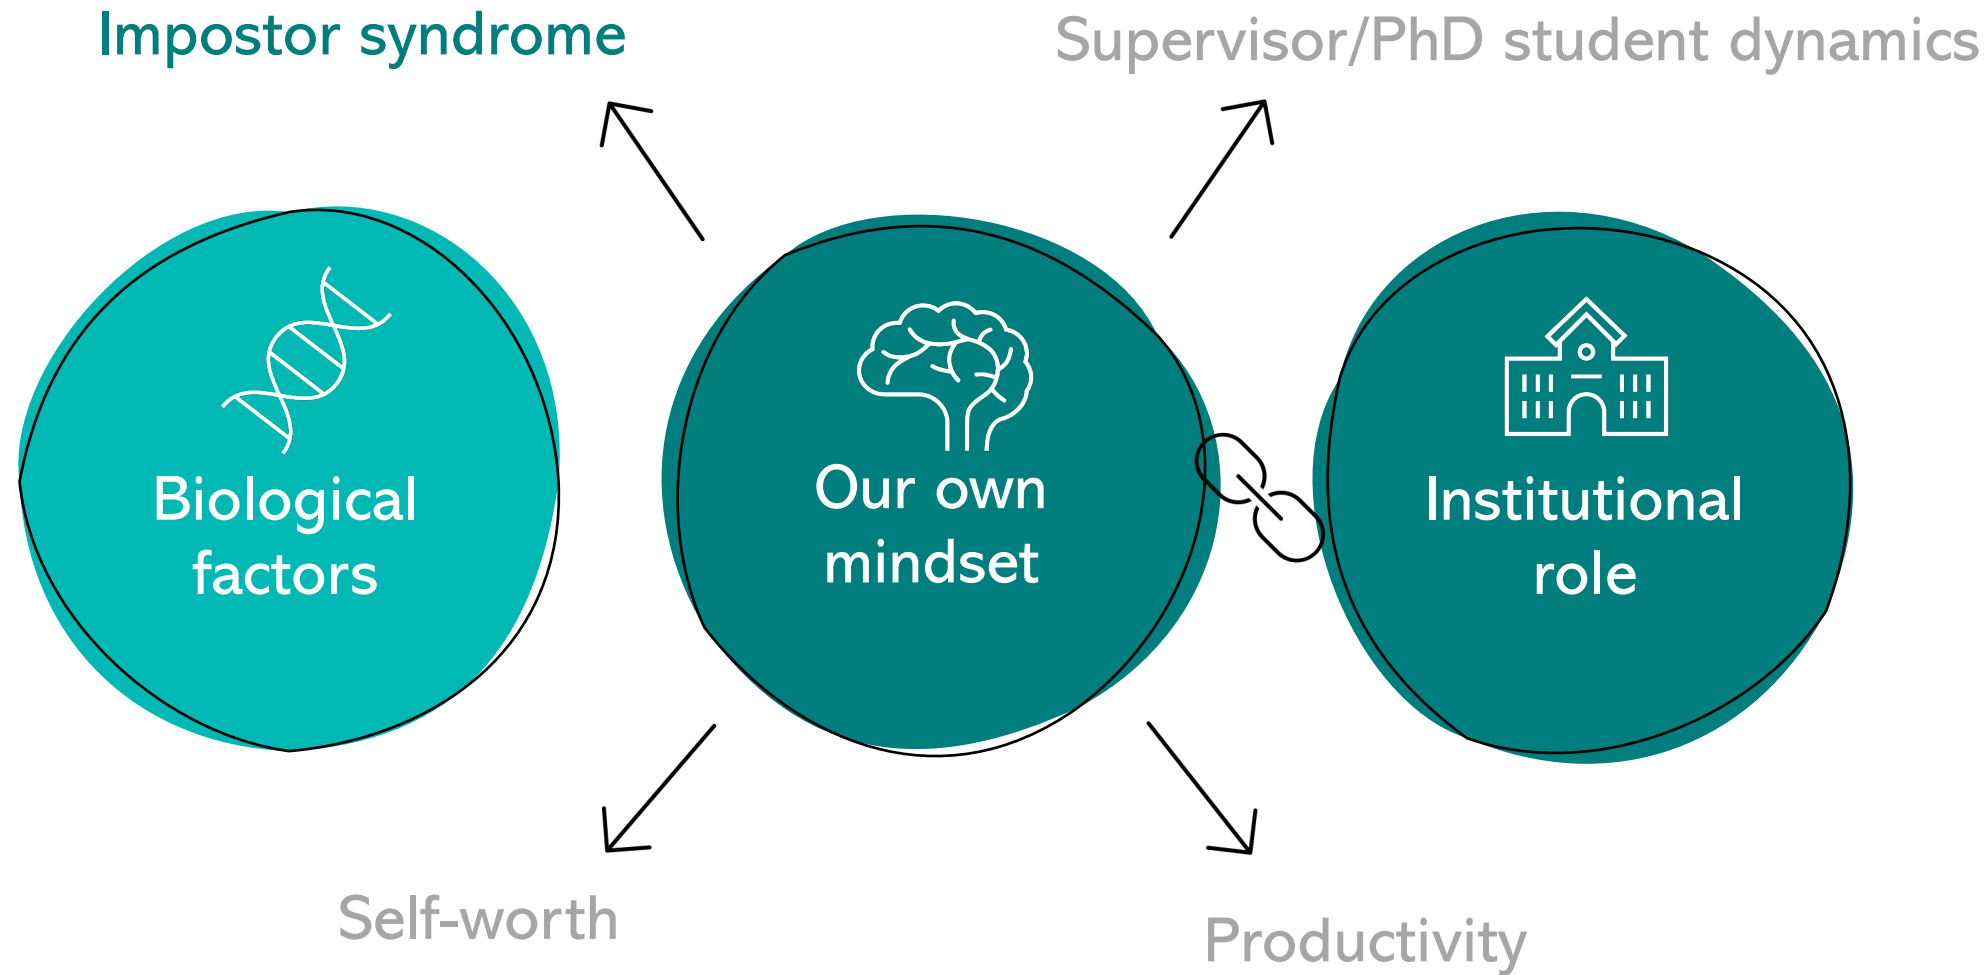 Impostor syndrome
Supervisor/PhD student dynamics
Biological
factors
Our own
mindset
Institutional
role
Self-worth
Productivity